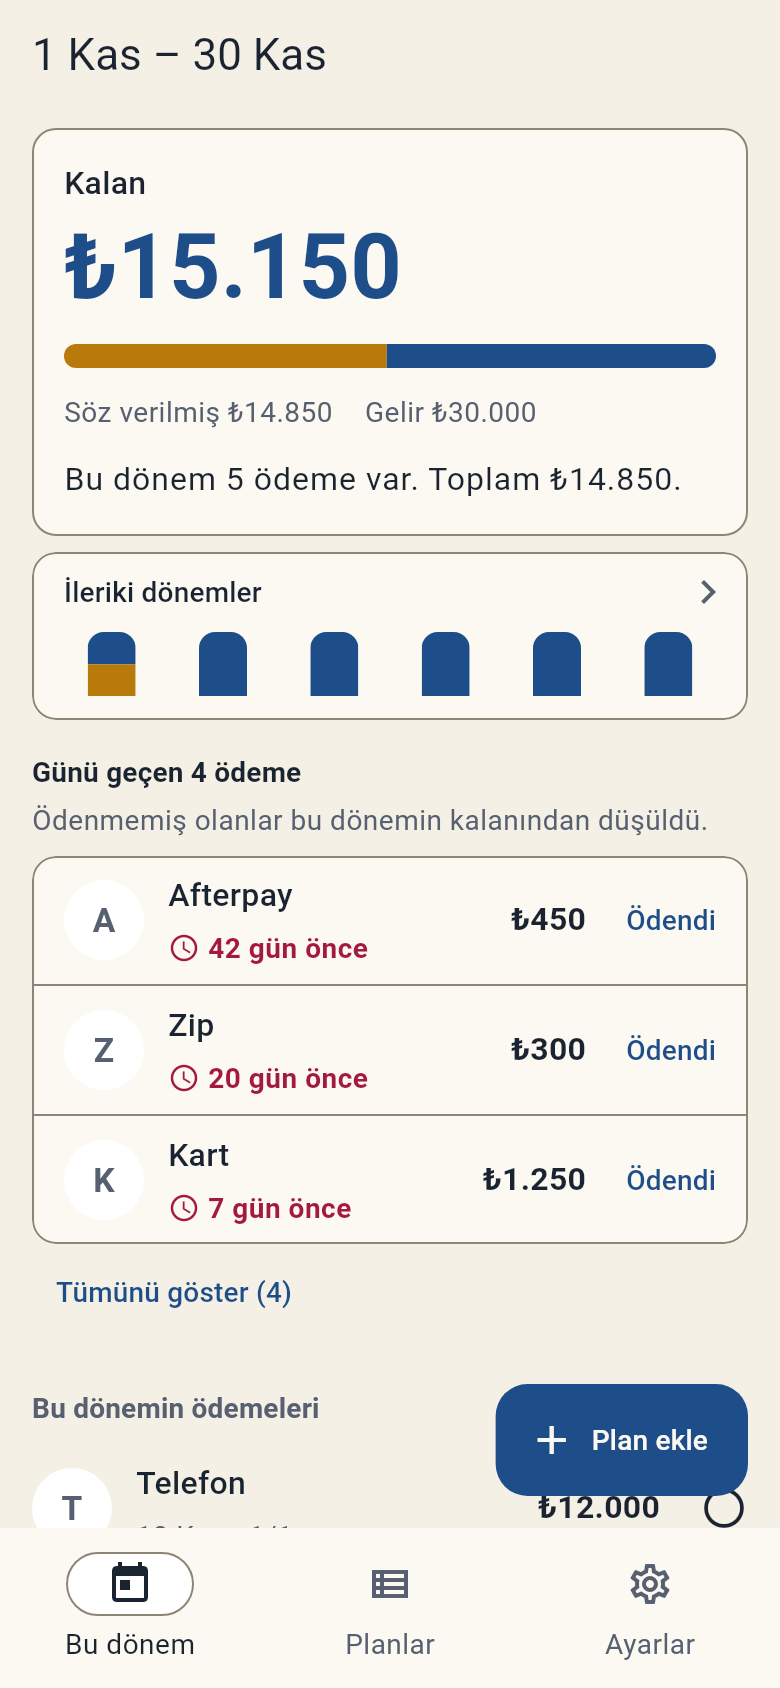 1 Kas – 30 Kas
Kalan
₺15.150
Söz verilmiş ₺14.850 Gelir ₺30.000
Bu dönem 5 ödeme var. Toplam ₺14.850.
İleriki dönemler
Günü geçen 4 ödeme
Ödenmemiş olanlar bu dönemin kalanından düşüldü.
A
Afterpay
42 gün önce
₺450
Ödendi
Z
Zip
20 gün önce
₺300
Ödendi
K
Kart
7 gün önce
₺1.250
Ödendi
Tümünü göster (4)
Bu dönemin ödemeleri
Plan ekle
T
Telefon
₺12.000
Bu dönem
Planlar
Ayarlar